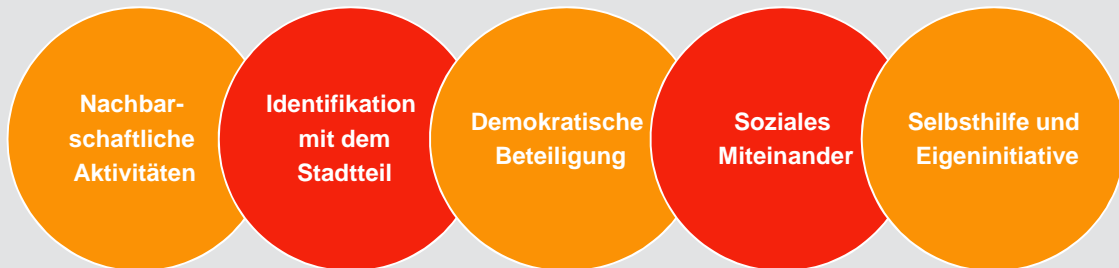 Nachbar-
schaftliche
Aktivitäten
Identifikation
mit dem
Stadtteil
Demokratische
Beteiligung
Soziales
Miteinander
Selbsthilfe und
Eigeninitiative